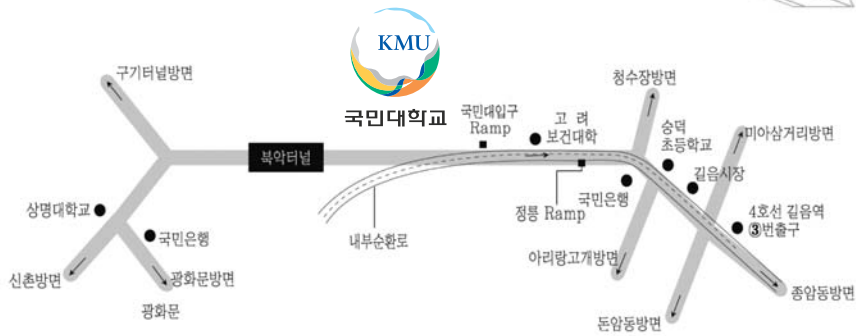 KMU
국민대학교
구기터널방면
북악터널
상명대학교
국민은행
신촌방면
광화문방면
광화문
내부순환로
국민대입구
Ramp
고 려
보건대학
정릉 Ramp
청수장방면
숭덕
초등학교
미아삼거리방면
길음시장
국민은행
4호선 길음역
③번출구
아리랑고개방면
돈암동방면
종암동방면